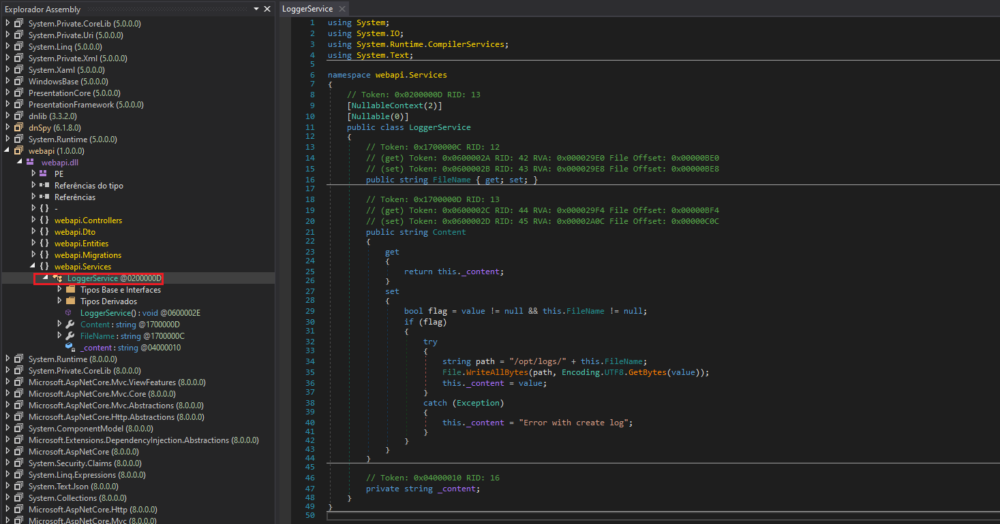 Explorador Assembly
System.Private.CoreLib (5.0.0.0)
System.Private.Uri (5.0.0.0)
System.Linq (5.0.0.0)
System.Private.Xml (5.0.0.0)
System.Xaml (5.0.0.0)
WindowsBase (5.0.0.0)
PresentationCore (5.0.0.0)
PresentationFramework (5.0.0.0)
dnlib (3.3.2.0)
dnSpy (6.1.8.0)
System.Runtime (5.0.0.0)
webapi (1.0.0.0)
webapi.dll
PE
Referências do tipo
Referências
{ } -
{ } webapi.Controllers
{ } webapi.Dto
{ } webapi.Entities
{ } webapi.Migrations
{ } webapi.Services
LoggerService @0200000D
Tipos Base e Interfaces
Tipos Derivados
LoggerService() : void @0600002E
Content : string @1700000D
FileName : string @1700000C
_content : string @04000010
System.Runtime (8.0.0.0)
System.Private.CoreLib (8.0.0.0)
Microsoft.AspNetCore.Mvc.ViewFeatures (8.0.0.0)
Microsoft.AspNetCore.Mvc.Core (8.0.0.0)
Microsoft.AspNetCore.Mvc.Abstractions (8.0.0.0)
Microsoft.AspNetCore.Http.Abstractions (8.0.0.0)
System.ComponentModel (8.0.0.0)
Microsoft.Extensions.DependencyInjection.Abstractions (8.0.0.0)
Microsoft.AspNetCore (8.0.0.0)
System.Security.Claims (8.0.0.0)
System.Linq.Expressions (8.0.0.0)
System.Text.Json (8.0.0.0)
System.Collections (8.0.0.0)
Microsoft.AspNetCore.Http (8.0.0.0)
Microsoft.AspNetCore.Mvc (8.0.0.0)
LoggerService
1 using System;
2 using System.IO;
3 using System.Runtime.CompilerServices;
4 using System.Text;
5
6 namespace webapi.Services
7 {
8 // Token: 0x0200000D RID: 13
9 [NullableContext(2)]
10 [Nullable(0)]
11 public class LoggerService
12 {
13 // Token: 0x1700000C RID: 12
14 // (get) Token: 0x0600002A RID: 42 RVA: 0x000029E0 File Offset: 0x00000BE0
15 // (set) Token: 0x0600002B RID: 43 RVA: 0x000029E8 File Offset: 0x00000BE8
16 public string FileName { get; set; }
17
18 // Token: 0x1700000D RID: 13
19 // (get) Token: 0x0600002C RID: 44 RVA: 0x000029F4 File Offset: 0x00000BF4
20 // (set) Token: 0x0600002D RID: 45 RVA: 0x00002A0C File Offset: 0x00000C0C
21 public string Content
22 {
23 get
24 {
25 return this._content;
26 }
27 set
28 {
29 bool flag = value != null && this.FileName != null;
30 if (flag)
31 {
32 try
33 {
34 string path = "/opt/logs/" + this.FileName;
35 File.WriteAllBytes(path, Encoding.UTF8.GetBytes(value));
36 this._content = value;
37 }
38 catch (Exception)
39 {
40 this._content = "Error with create log";
41 }
42 }
43 }
44 }
45
46 // Token: 0x04000010 RID: 16
47 private string _content;
48 }
49 }
50